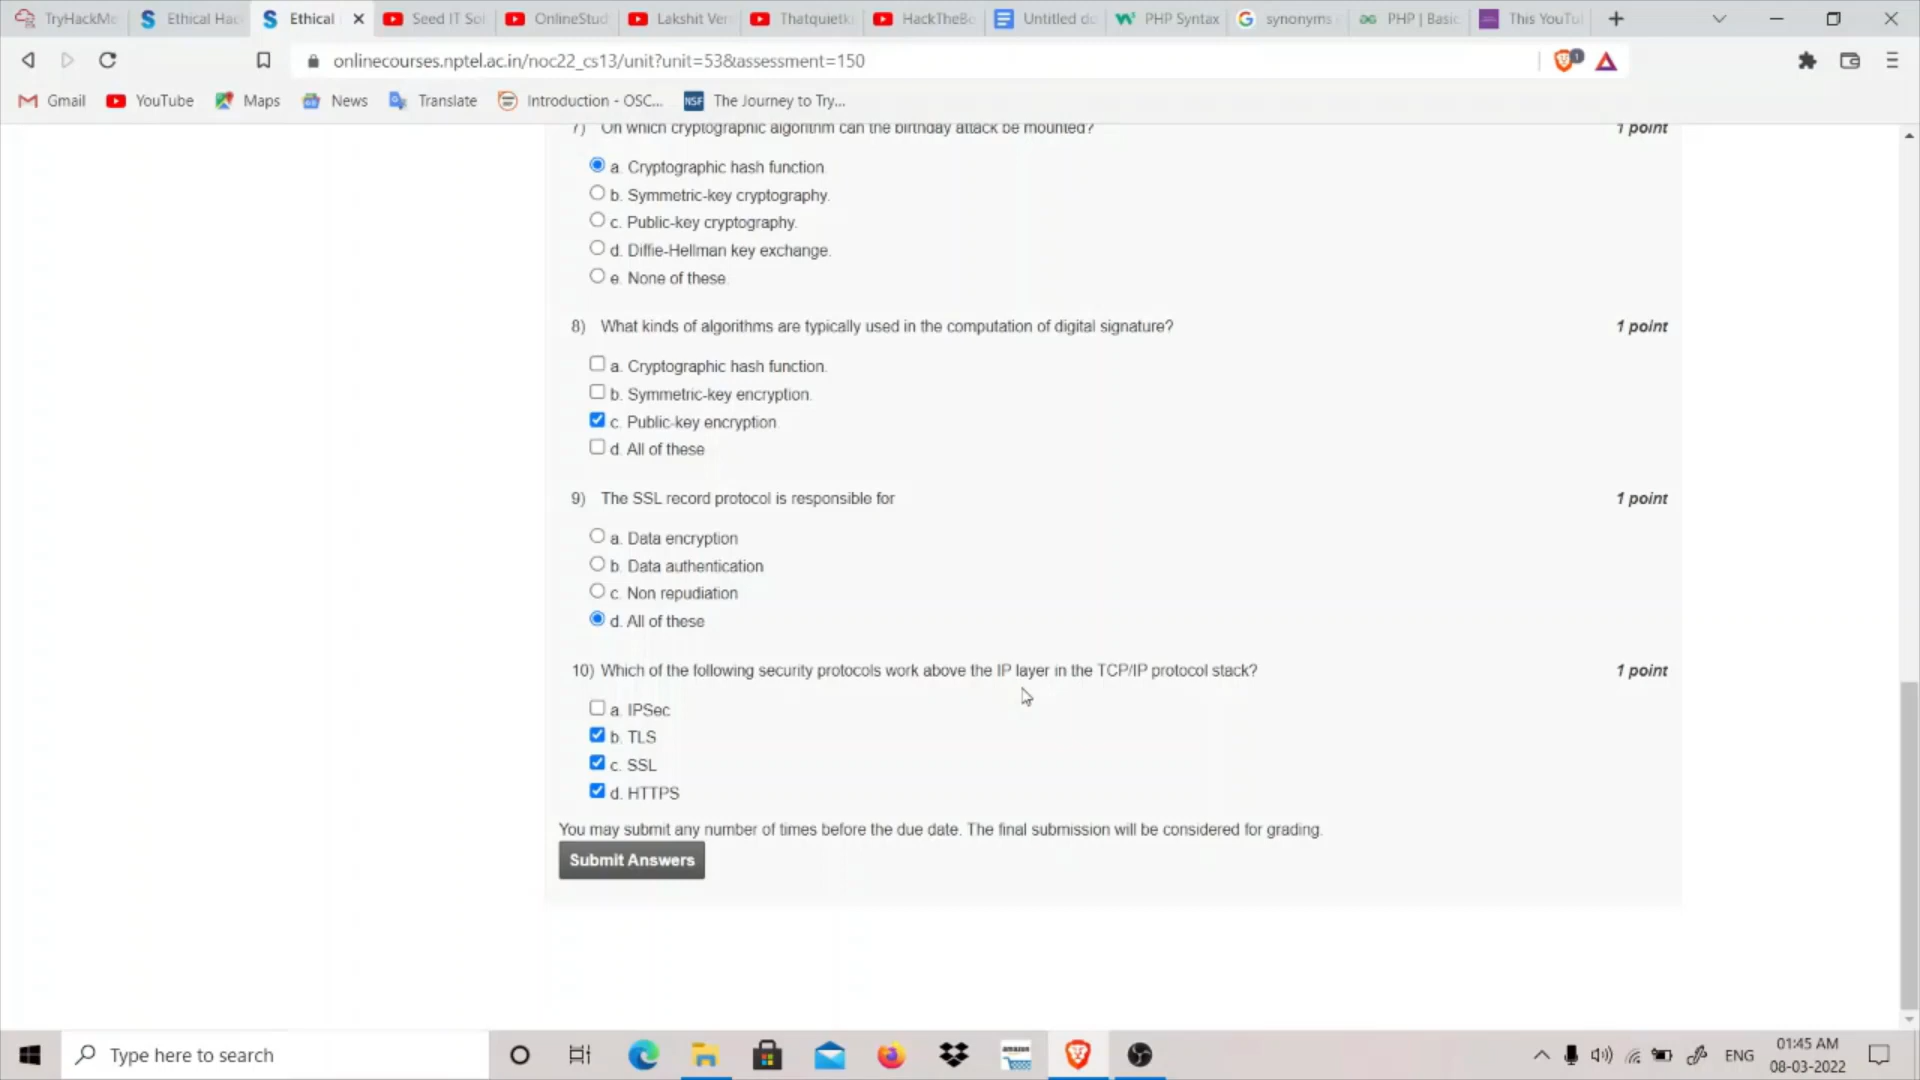 TryHackMe
Ethical Hac
Ethical
Seed IT Sol
OnlineStud
Lakshit Ver
Thatquietk
HackTheBo
Untitled do
PHP Syntax
synonyms
PHP | Basic
This YouTu
onlinecourses.nptel.ac.in/noc22_cs13/unit?unit=53&assessment=150
1
Gmail
YouTube
Maps
News
Translate
Introduction - OSC...
NSF The Journey to Try...
7) On which cryptographic algorithm can the birthday attack be mounted? 1 point
a. Cryptographic hash function.
b. Symmetric-key cryptography.
c. Public-key cryptography.
d. Diffie-Hellman key exchange.
e. None of these.
8) What kinds of algorithms are typically used in the computation of digital signature? 1 point
a. Cryptographic hash function.
b. Symmetric-key encryption.
c. Public-key encryption.
d. All of these
9) The SSL record protocol is responsible for 1 point
a. Data encryption
b. Data authentication
c. Non repudiation
d. All of these
10) Which of the following security protocols work above the IP layer in the TCP/IP protocol stack? 1 point
a. IPSec
b. TLS
c. SSL
d. HTTPS
You may submit any number of times before the due date. The final submission will be considered for grading.
Submit Answers
Type here to search
amazon
ENG
01:45 AM
08-03-2022